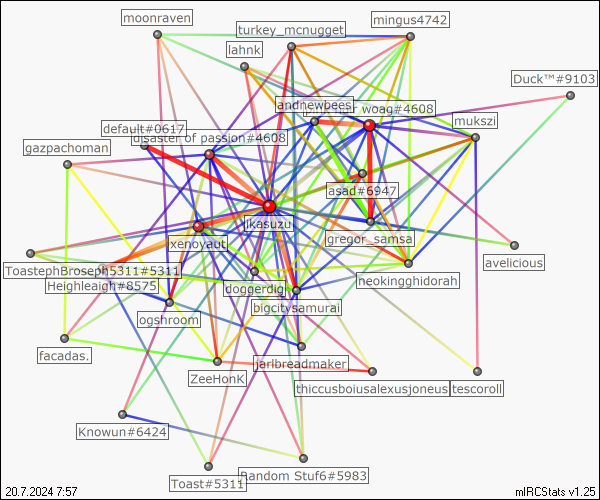 moonraven
mingus4742
turkey_mcnugget
lahnk
Duck™#9103
andnewbees
woag#4608
mukszi
default#0617
disaster of passion#4608
gazpachoman
asad#6947
jkasuzu
gregor_samsa
xenoyaut
avelicious
ToastephBroseph5311#5311
neokingghidorah
Heighleaigh#8575
doggerdigi
bigcitysamurai
ogshroom
facadas.
jarlbreadmaker
ZeeHonK
thiccusboiusalexusjoneus
tescoroll
Knowun#6424
Random Stuf6#5983
Toast#5311
20.7.2024 7:57
mIRCStats v1.25